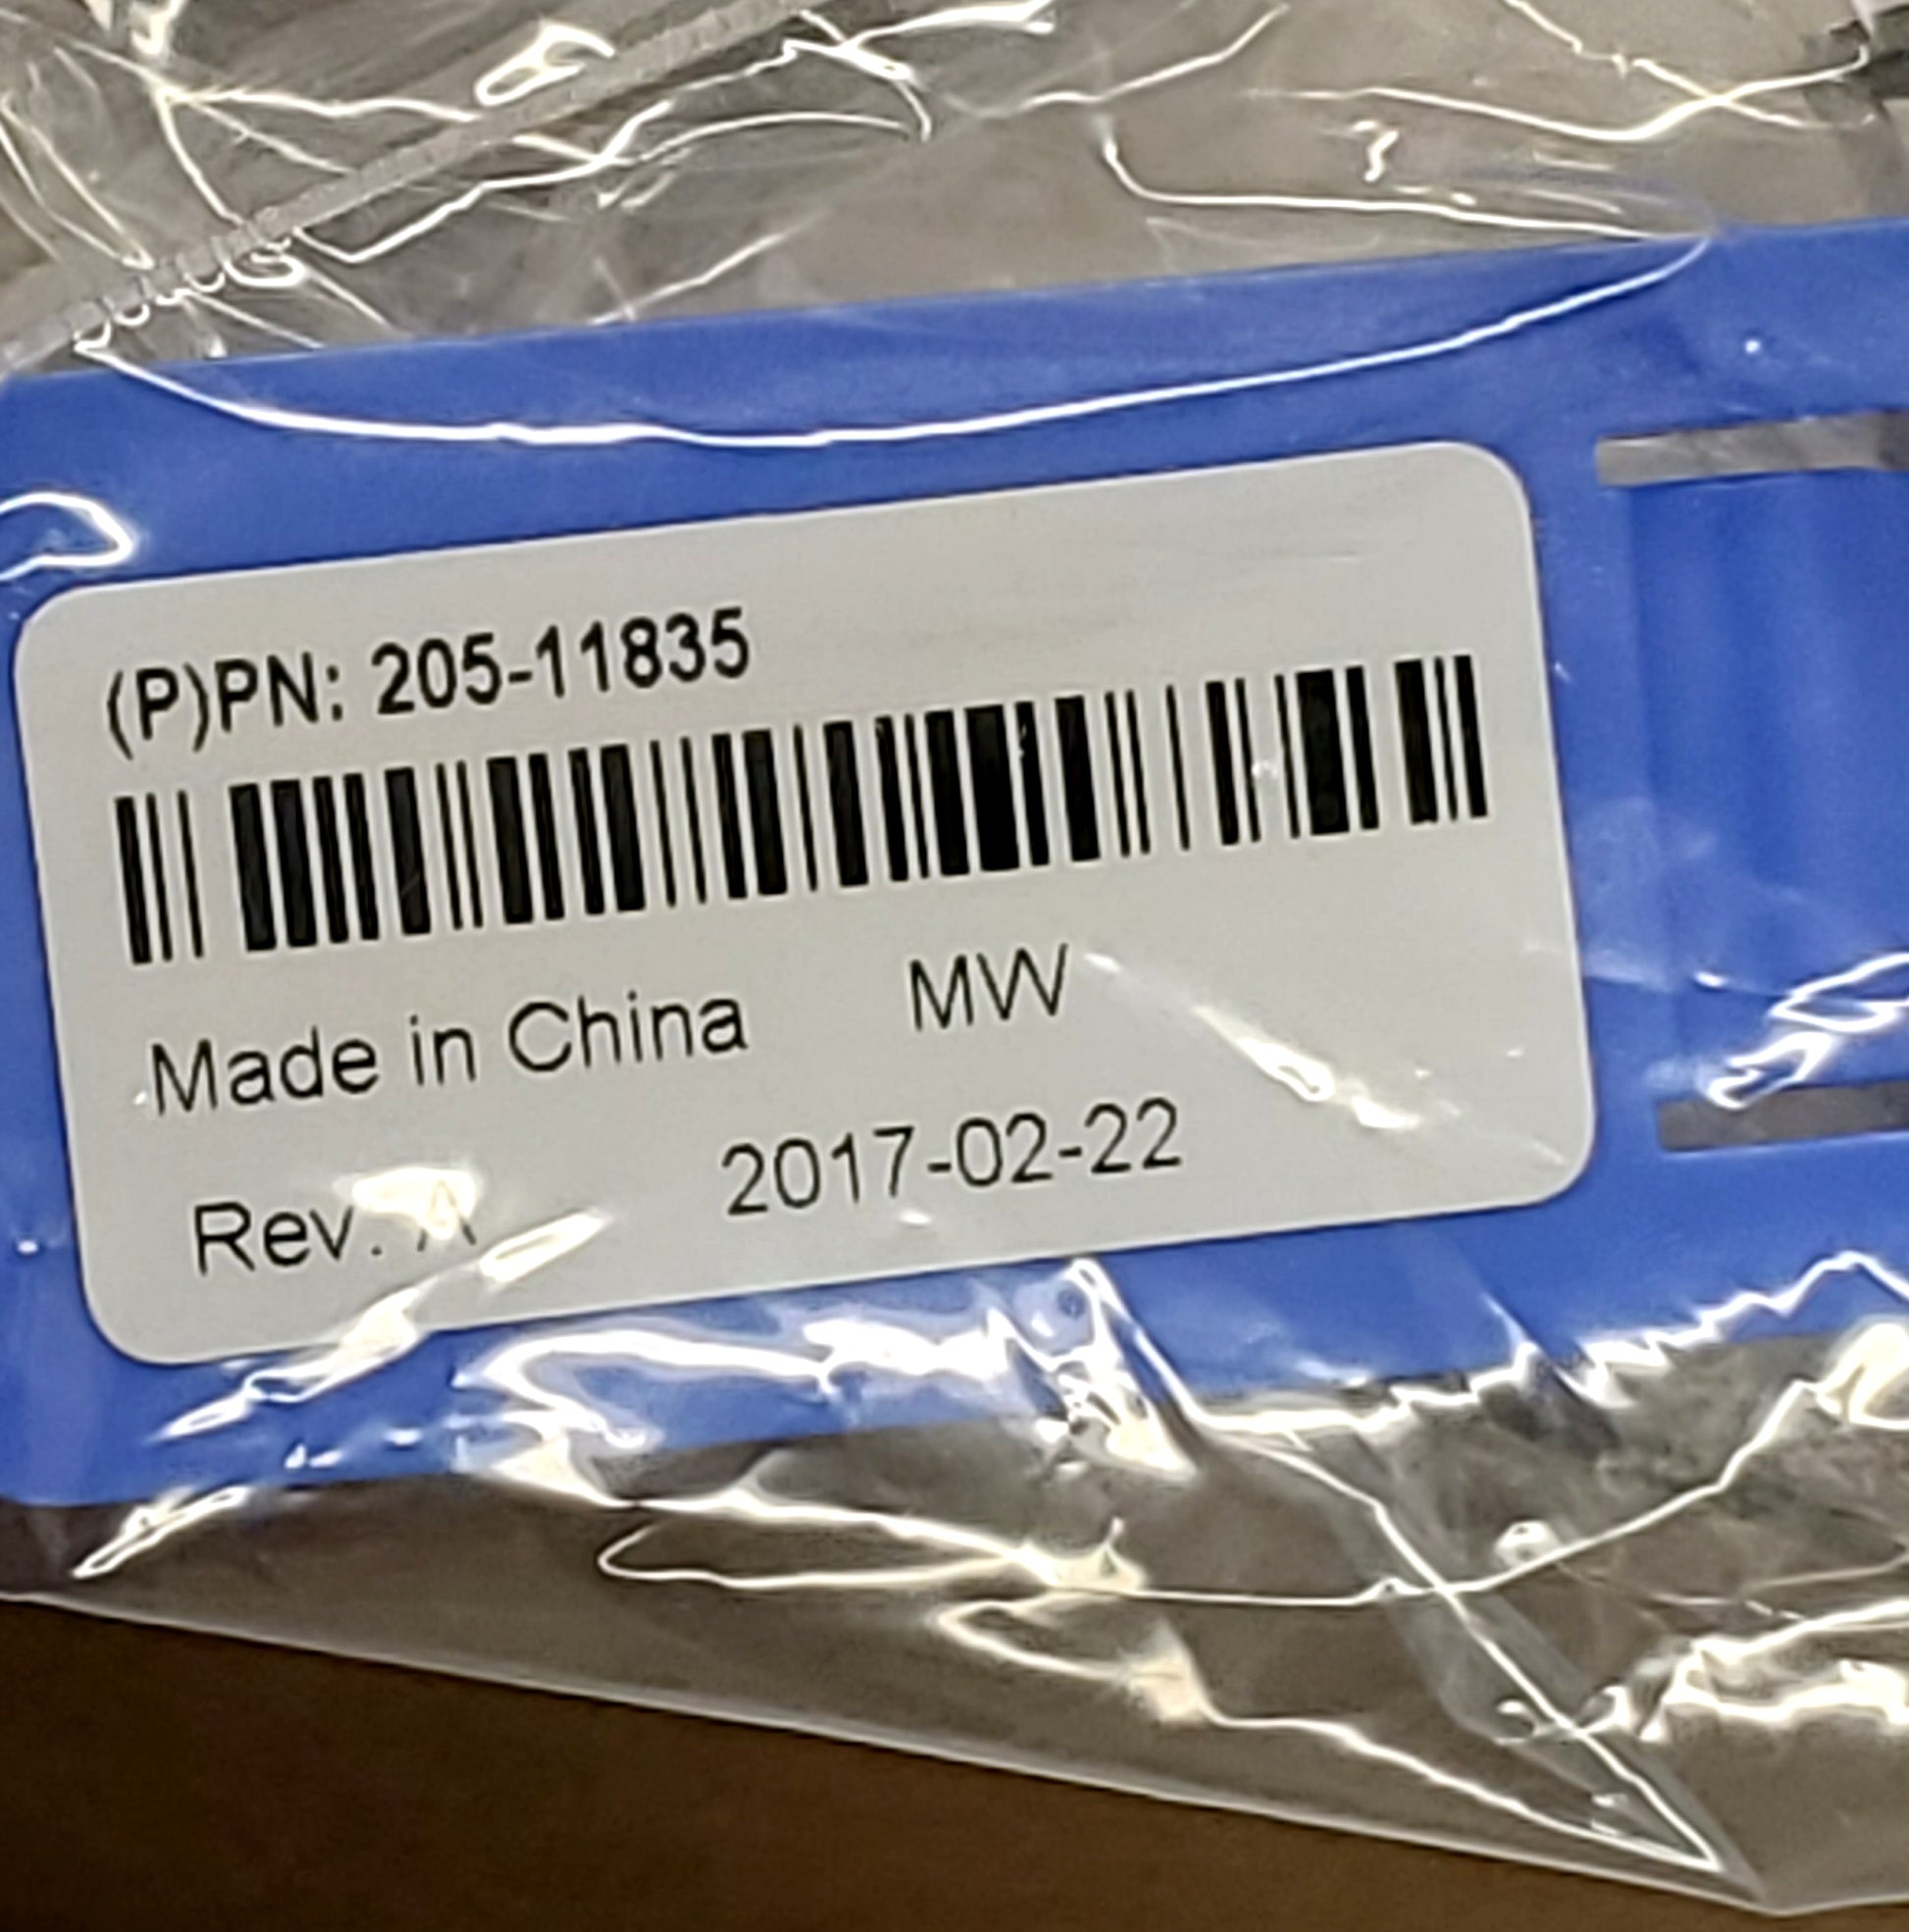 (P)PN: 205-11835
Made in China MW
Rev. A 2017-02-22